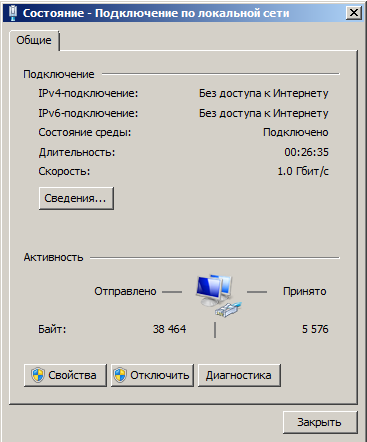 Состояние - Подключение по локальной сети
Общие
Подключение
IPv4-подключение: Без доступа к Интернету
IPv6-подключение: Без доступа к Интернету
Состояние среды: Подключено
Длительность: 00:26:35
Скорость: 1.0 Гбит/с
Сведения...
Активность
Отправлено Принято
Байт: 38 464 5 576
Свойства Отключить Диагностика
Закрыть